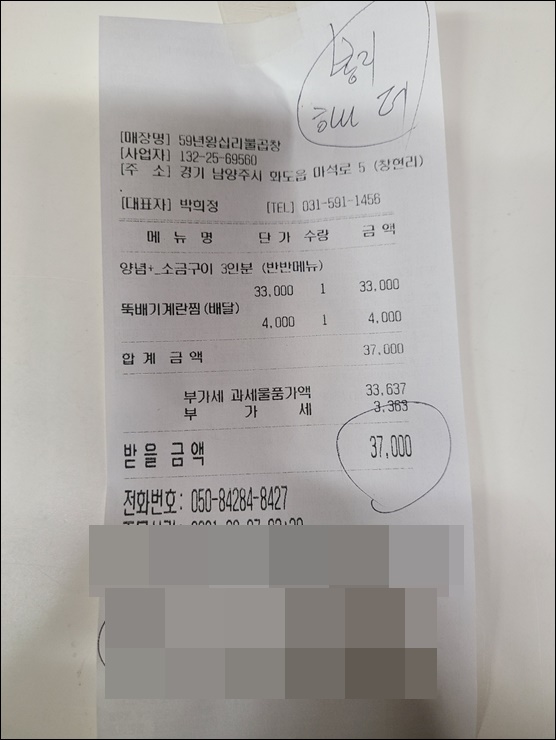 [매장명] 59년왕십리불곱창
[사업자] 132-25-69560
[주 소] 경기 남양주시 화도읍 마석로 5 (창현리)
.
[대표자] 박희정 [TEL] 031-591-1456
메 뉴 명 단 가 수량 금 액
양념+_소금구이 3인분 (반반메뉴)
33,000 1 33,000
뚝배기계란찜(배달)
4,000 1 4,000
합 계 금 액 37,000
부가세 과세물품가액 33,637
부 가 세 3,363
받 을 금 액 37,000
전화번호: 050-84284-8427